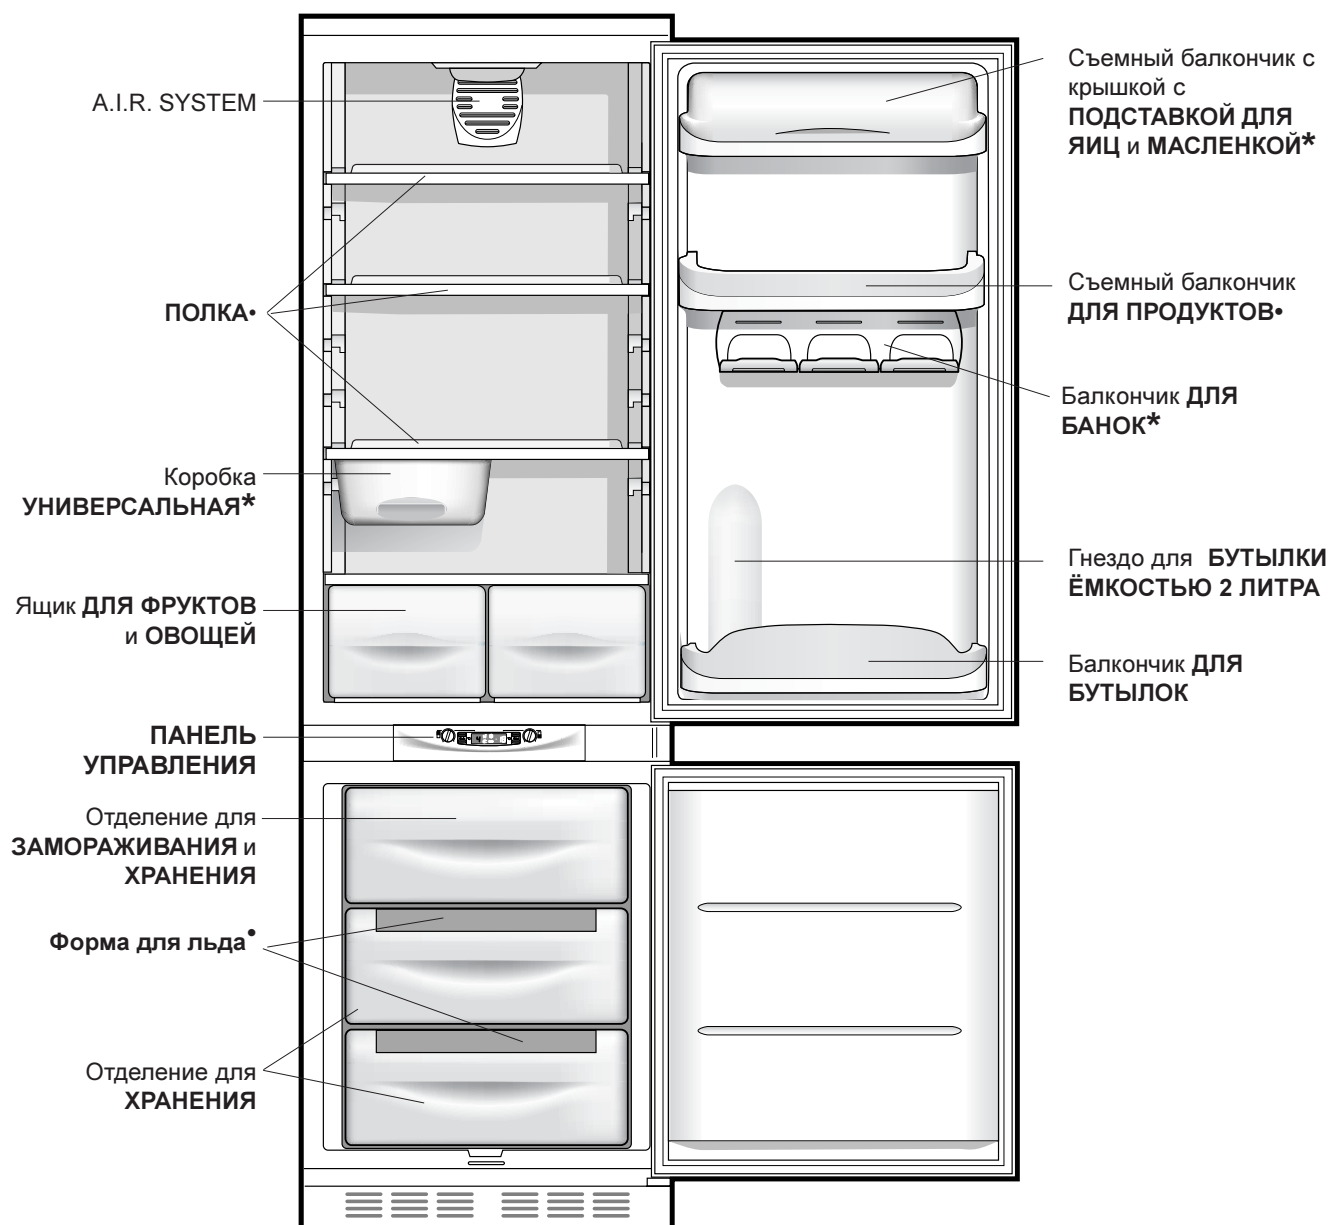 A.I.R. SYSTEM
ПОЛКА•
Коробка
УНИВЕРСАЛЬНАЯ*
Ящик ДЛЯ ФРУКТОВ
и ОВОЩЕЙ
ПАНЕЛЬ
УПРАВЛЕНИЯ
Отделение для
ЗАМОРАЖИВАНИЯ и
ХРАНЕНИЯ
Форма для льда•
Отделение для
ХРАНЕНИЯ
Съемный балкончик с
крышкой с
ПОДСТАВКОЙ ДЛЯ
ЯИЦ и МАСЛЕНКОЙ*
Съемный балкончик
ДЛЯ ПРОДУКТОВ•
Балкончик ДЛЯ
БАНОК*
Гнездо для БУТЫЛКИ
ЁМКОСТЬЮ 2 ЛИТРА
Балкончик ДЛЯ
БУТЫЛОК